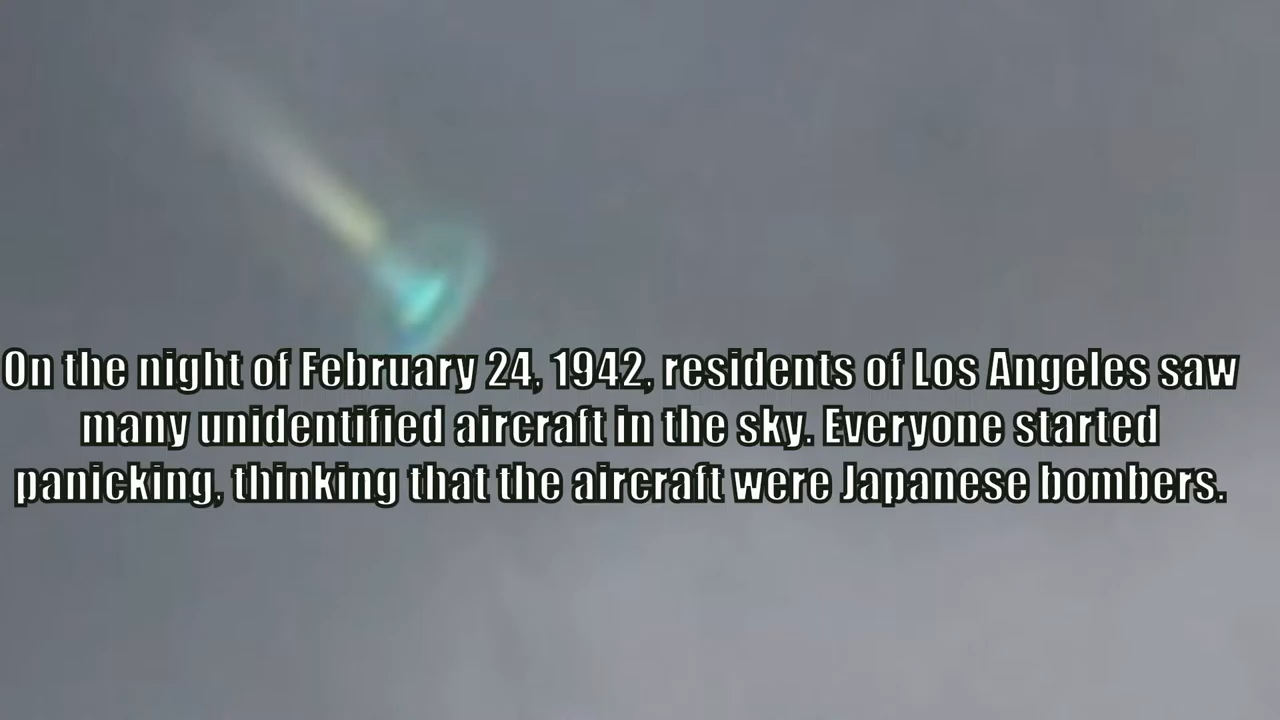 On the night of February 24, 1942, residents of Los Angeles saw
many unidentified aircraft in the sky. Everyone started
panicking, thinking that the aircraft were Japanese bombers.